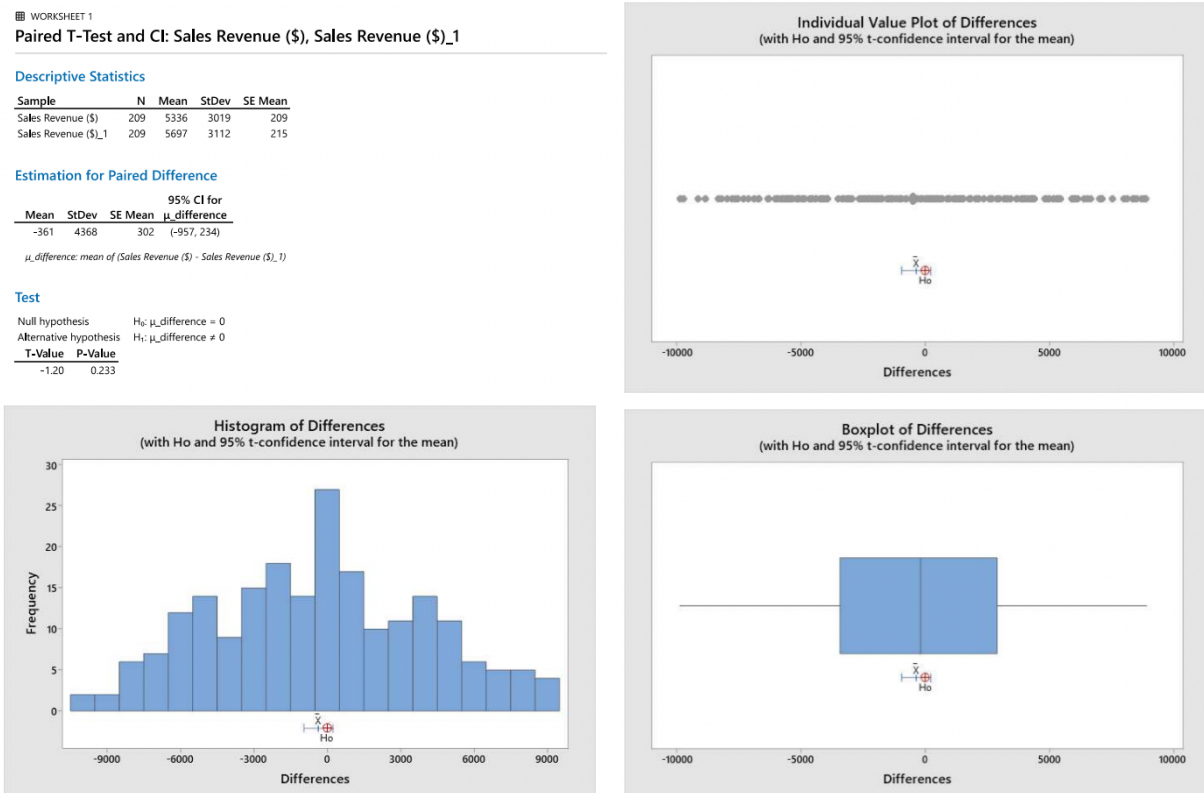 WORKSHEET 1
Paired T-Test and CI: Sales Revenue ($), Sales Revenue ($)_1
Descriptive Statistics
Sample N Mean StDev SE Mean
Sales Revenue ($) 209 5336 3019 209
Sales Revenue ($)_1 209 5697 3112 215
Estimation for Paired Difference
95% CI for
Mean StDev SE Mean μ_difference
-361 4368 302 (-957, 234)
μ_difference: mean of (Sales Revenue ($) - Sales Revenue ($)_1)
Test
Null hypothesis H₀: μ_difference = 0
Alternative hypothesis H₁: μ_difference ≠ 0
T-Value P-Value
-1.20 0.233
Individual Value Plot of Differences
(with Ho and 95% t-confidence interval for the mean)
X̄
Ho
-10000 -5000 0 5000 10000
Differences
Histogram of Differences
(with Ho and 95% t-confidence interval for the mean)
30
25
20
15
10
5
0
Frequency
X̄
Ho
-9000 -6000 -3000 0 3000 6000 9000
Differences
Boxplot of Differences
(with Ho and 95% t-confidence interval for the mean)
X̄
Ho
-10000 -5000 0 5000 10000
Differences